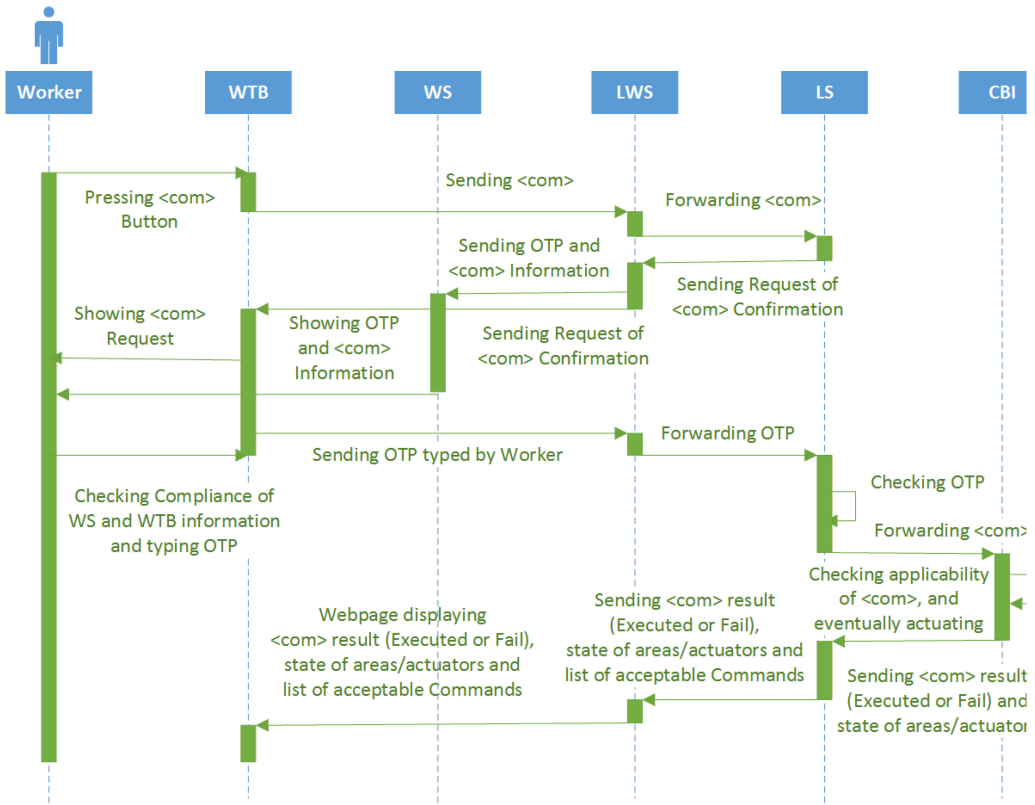 Worker
WTB
WS
LWS
LS
CBI
Sending <com>
Pressing <com>
Button
Forwarding <com>
Sending OTP and
<com> Information
Sending Request of
<com> Confirmation
Showing <com>
Request
Showing OTP
and <com>
Information
Sending Request of
<com> Confirmation
Sending OTP typed by Worker
Forwarding OTP
Checking OTP
Checking Compliance of
WS and WTB information
and typing OTP
Forwarding <com>
Checking applicability
of <com>, and
eventually actuating
Webpage displaying
<com> result (Executed or Fail),
state of areas/actuators and
list of acceptable Commands
Sending <com> result
(Executed or Fail),
state of areas/actuators and
list of acceptable Commands
Sending <com> result
(Executed or Fail) and
state of areas/actuator